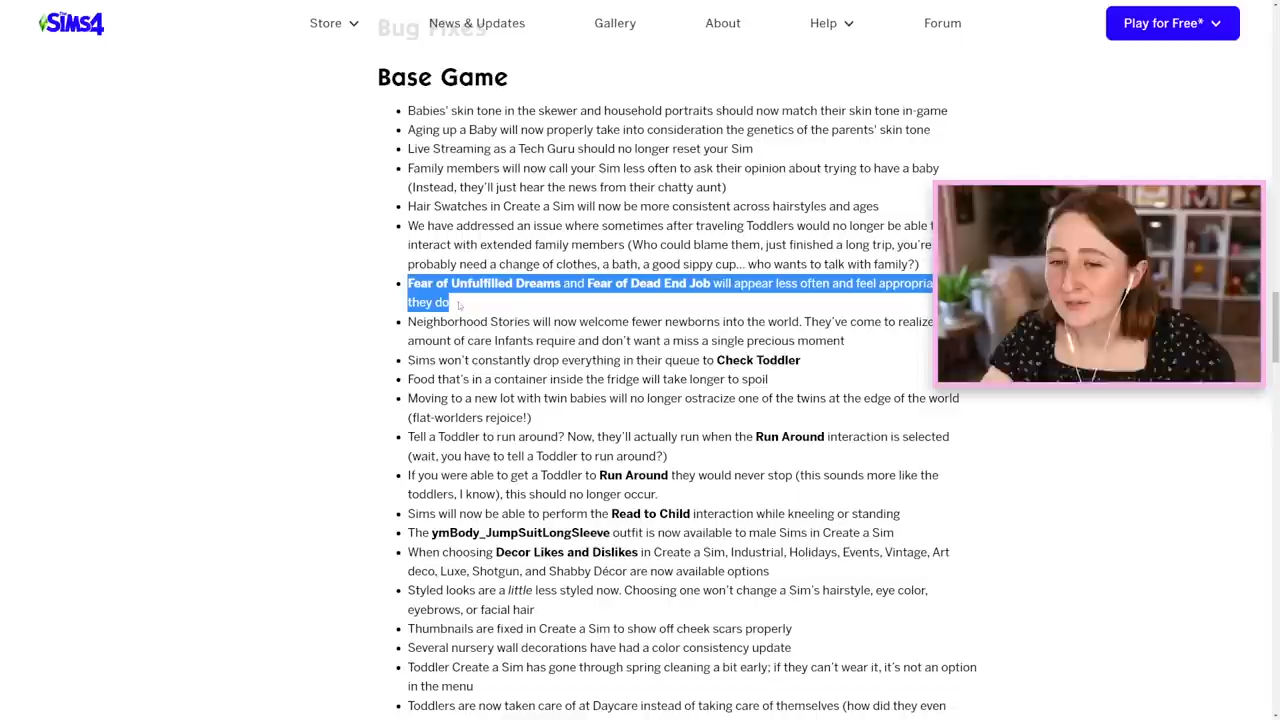 THE SIMS4
Store
News & Updates
Gallery
About
Help
Forum
Play for Free*
Bug Fixes
Base Game
• Babies' skin tone in the skewer and household portraits should now match their skin tone in-game
• Aging up a Baby will now properly take into consideration the genetics of the parents' skin tone
• Live Streaming as a Tech Guru should no longer reset your Sim
• Family members will now call your Sim less often to ask their opinion about trying to have a baby
(Instead, they'll just hear the news from their chatty aunt)
• Hair Swatches in Create a Sim will now be more consistent across hairstyles and ages
• We have addressed an issue where sometimes after traveling Toddlers would no longer be able
interact with extended family members (Who could blame them, just finished a long trip, you're
probably need a change of clothes, a bath, a good sippy cup... who wants to talk with family?)
• Fear of Unfulfilled Dreams and Fear of Dead End Job will appear less often and feel
they do
• Neighborhood Stories will now welcome fewer newborns into the world. They've come to realize
amount of care Infants require and don't want a miss a single precious moment
• Sims won't constantly drop everything in their queue to Check Toddler
• Food that's in a container inside the fridge will take longer to spoil
• Moving to a new lot with twin babies will no longer ostracize one of the twins at the edge of the world
(flat-worlders rejoice!)
• Tell a Toddler to run around? Now, they'll actually run when the Run Around interaction is selected
(wait, you have to tell a Toddler to run around?)
• If you were able to get a Toddler to Run Around they would never stop (this sounds more like the
toddlers, I know), this should no longer occur.
• Sims will now be able to perform the Read to Child interaction while kneeling or standing
• The ymBody_JumpSuitLongSleeve outfit is now available to male Sims in Create a Sim
• When choosing Decor Likes and Dislikes in Create a Sim, Industrial, Holidays, Events, Vintage, Art
deco, Luxe, Shotgun, and Shabby Décor are now available options
• Styled looks are a little less styled now. Choosing one won't change a Sim's hairstyle, eye color,
eyebrows, or facial hair
• Thumbnails are fixed in Create a Sim to show off cheek scars properly
• Several nursery wall decorations have had a color consistency update
• Toddler Create a Sim has gone through spring cleaning a bit early; if they can't wear it, it's not an option
in the menu
• Toddlers are now taken care of at Daycare instead of taking care of themselves (how did they even